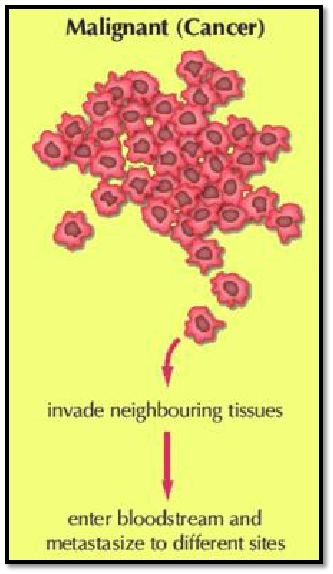 Malignant (Cancer)
invade neighbouring tissues
enter bloodstream and
metastasize to different sites